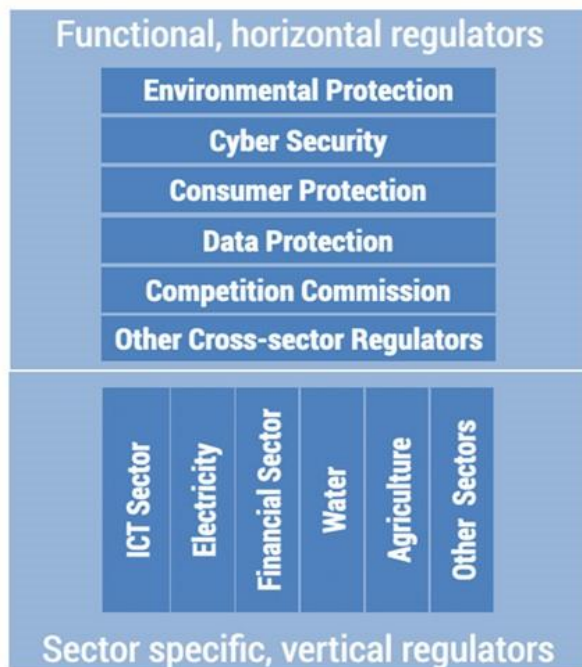 Functional, horizontal regulators
Environmental Protection
Cyber Security
Consumer Protection
Data Protection
Competition Commission
Other Cross-sector Regulators
ICT Sector
Electricity
Financial Sector
Water
Agriculture
Other Sectors
Sector specific, vertical regulators